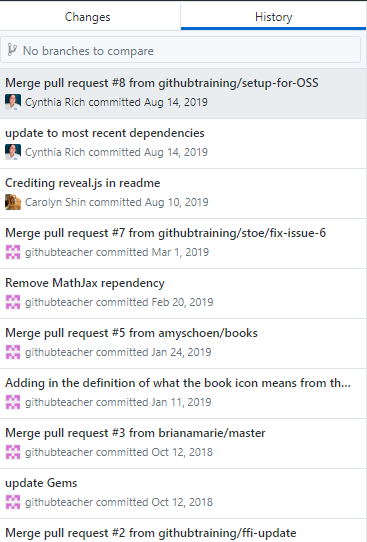 Changes
History
No branches to compare
Merge pull request #8 from githubtraining/setup-for-OSS
Cynthia Rich committed Aug 14, 2019
update to most recent dependencies
Cynthia Rich committed Aug 14, 2019
Crediting reveal.js in readme
Carolyn Shin committed Aug 10, 2019
Merge pull request #7 from githubtraining/stoe/fix-issue-6
githubteacher committed Mar 1, 2019
Remove MathJax rependency
githubteacher committed Feb 20, 2019
Merge pull request #5 from amyschoen/books
githubteacher committed Jan 24, 2019
Adding in the definition of what the book icon means from th...
githubteacher committed Jan 11, 2019
Merge pull request #3 from brianamarie/master
githubteacher committed Oct 12, 2018
update Gems
githubteacher committed Oct 12, 2018
Merge pull request #2 from githubtraining/ffi-update